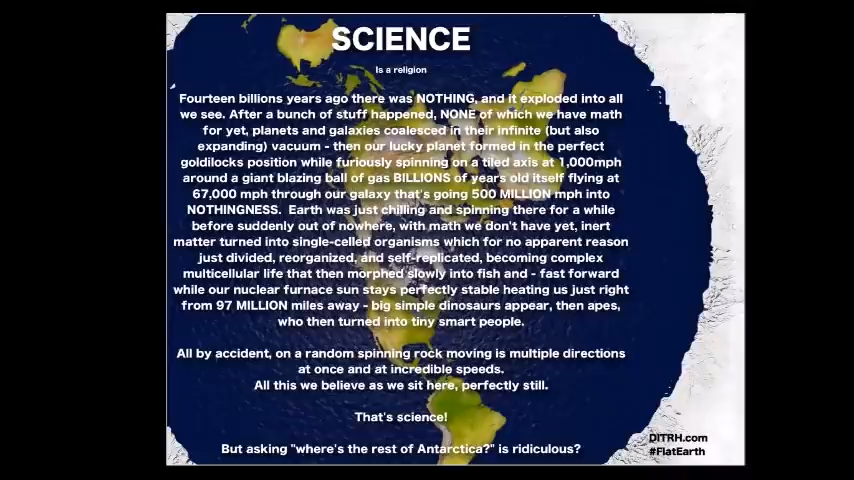 SCIENCE
Is a religion
Fourteen billions years ago there was NOTHING, and it exploded into all
we see. After a bunch of stuff happened, NONE of which we have math
for yet, planets and galaxies coalesced in their infinite (but also
expanding) vacuum - then our lucky planet formed in the perfect
goldilocks position while furiously spinning on a tiled axis at 1,000mph
around a giant blazing ball of gas BILLIONS of years old itself flying at
67,000 mph through our galaxy that's going 500 MILLION mph into
NOTHINGNESS. Earth was just chilling and spinning there for a while
before suddenly out of nowhere, with math we don't have yet, inert
matter turned into single-celled organisms which for no apparent reason
just divided, reorganized, and self-replicated, becoming complex
multicellular life that then morphed slowly into fish and - fast forward
while our nuclear furnace sun stays perfectly stable heating us just right
from 97 MILLION miles away - big simple dinosaurs appear, then apes,
who then turned into tiny smart people.
All by accident, on a random spinning rock moving is multiple directions
at once and at incredible speeds.
All this we believe as we sit here, perfectly still.
That's science!
But asking "where's the rest of Antarctica?" is ridiculous?
DITRH.com
#FlatEarth